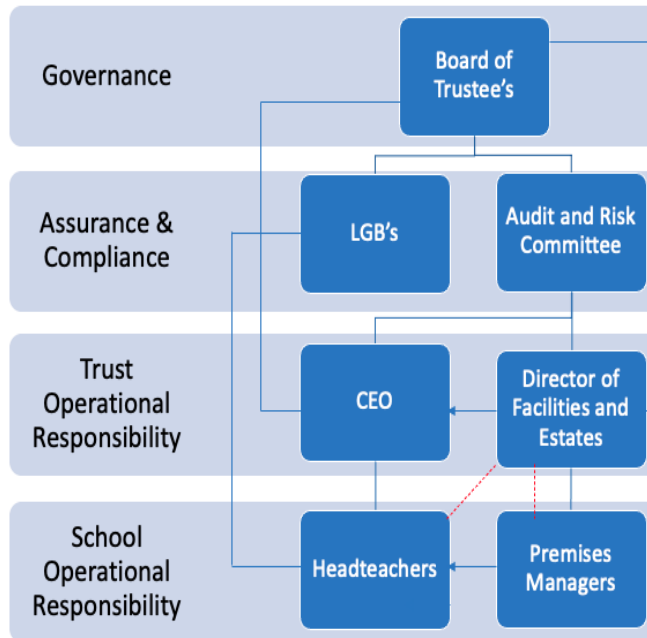 Governance
Board of
Trustee’s
Assurance &
Compliance
LGB’s
Audit and Risk
Committee
Trust
Operational
Responsibility
CEO
Director of
Facilities and
Estates
School
Operational
Responsibility
Headteachers
Premises
Managers